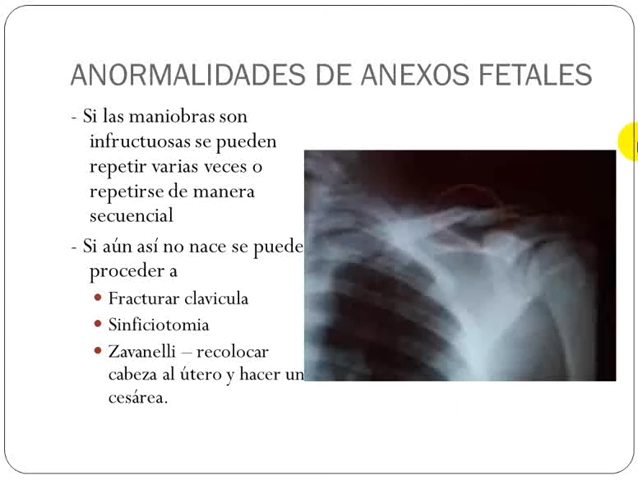 ANORMALIDADES DE ANEXOS FETALES
- Si las maniobras son
infructuosas se pueden
repetir varias veces o
repetirse de manera
secuencial
- Si aún así no nace se puede
proceder a
• Fracturar clavicula
• Sinficiotomia
• Zavanelli – recolocar
cabeza al útero y hacer un
cesárea.